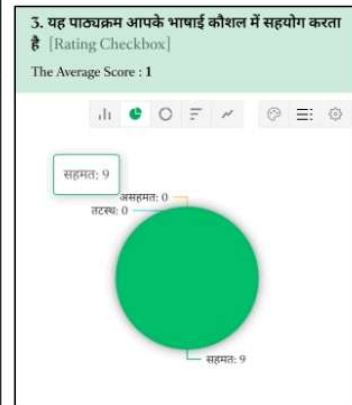 3. यह पाठ्यक्रम आपके भाषाई कौशल में सहयोग करता
है [Rating Checkbox]
The Average Score : 1
सहमत: 9
असहमत: 0
तटस्थ: 0
सहमत: 9